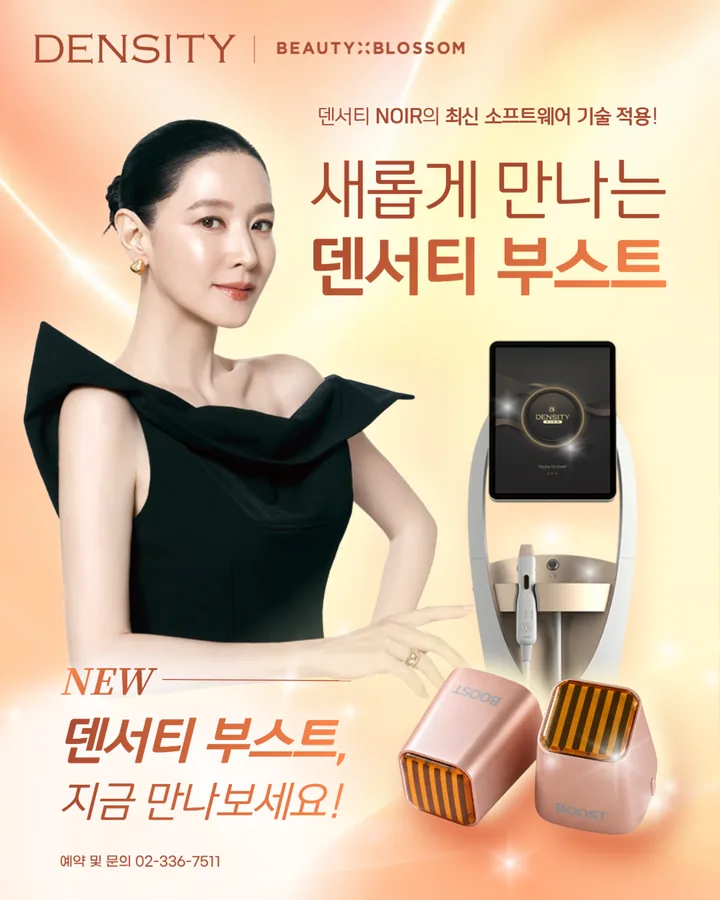 DENSITY | BEAUTY BLOSSOM
덴서티 NOIR의 최신 소프트웨어 기술 적용!
새롭게 만나는
덴서티 부스트
DENSITY
NOIR
TOUCH TO START
BOOST
BOOST
NEW
덴서티 부스트,
지금 만나보세요!
예약 및 문의 02-336-7511